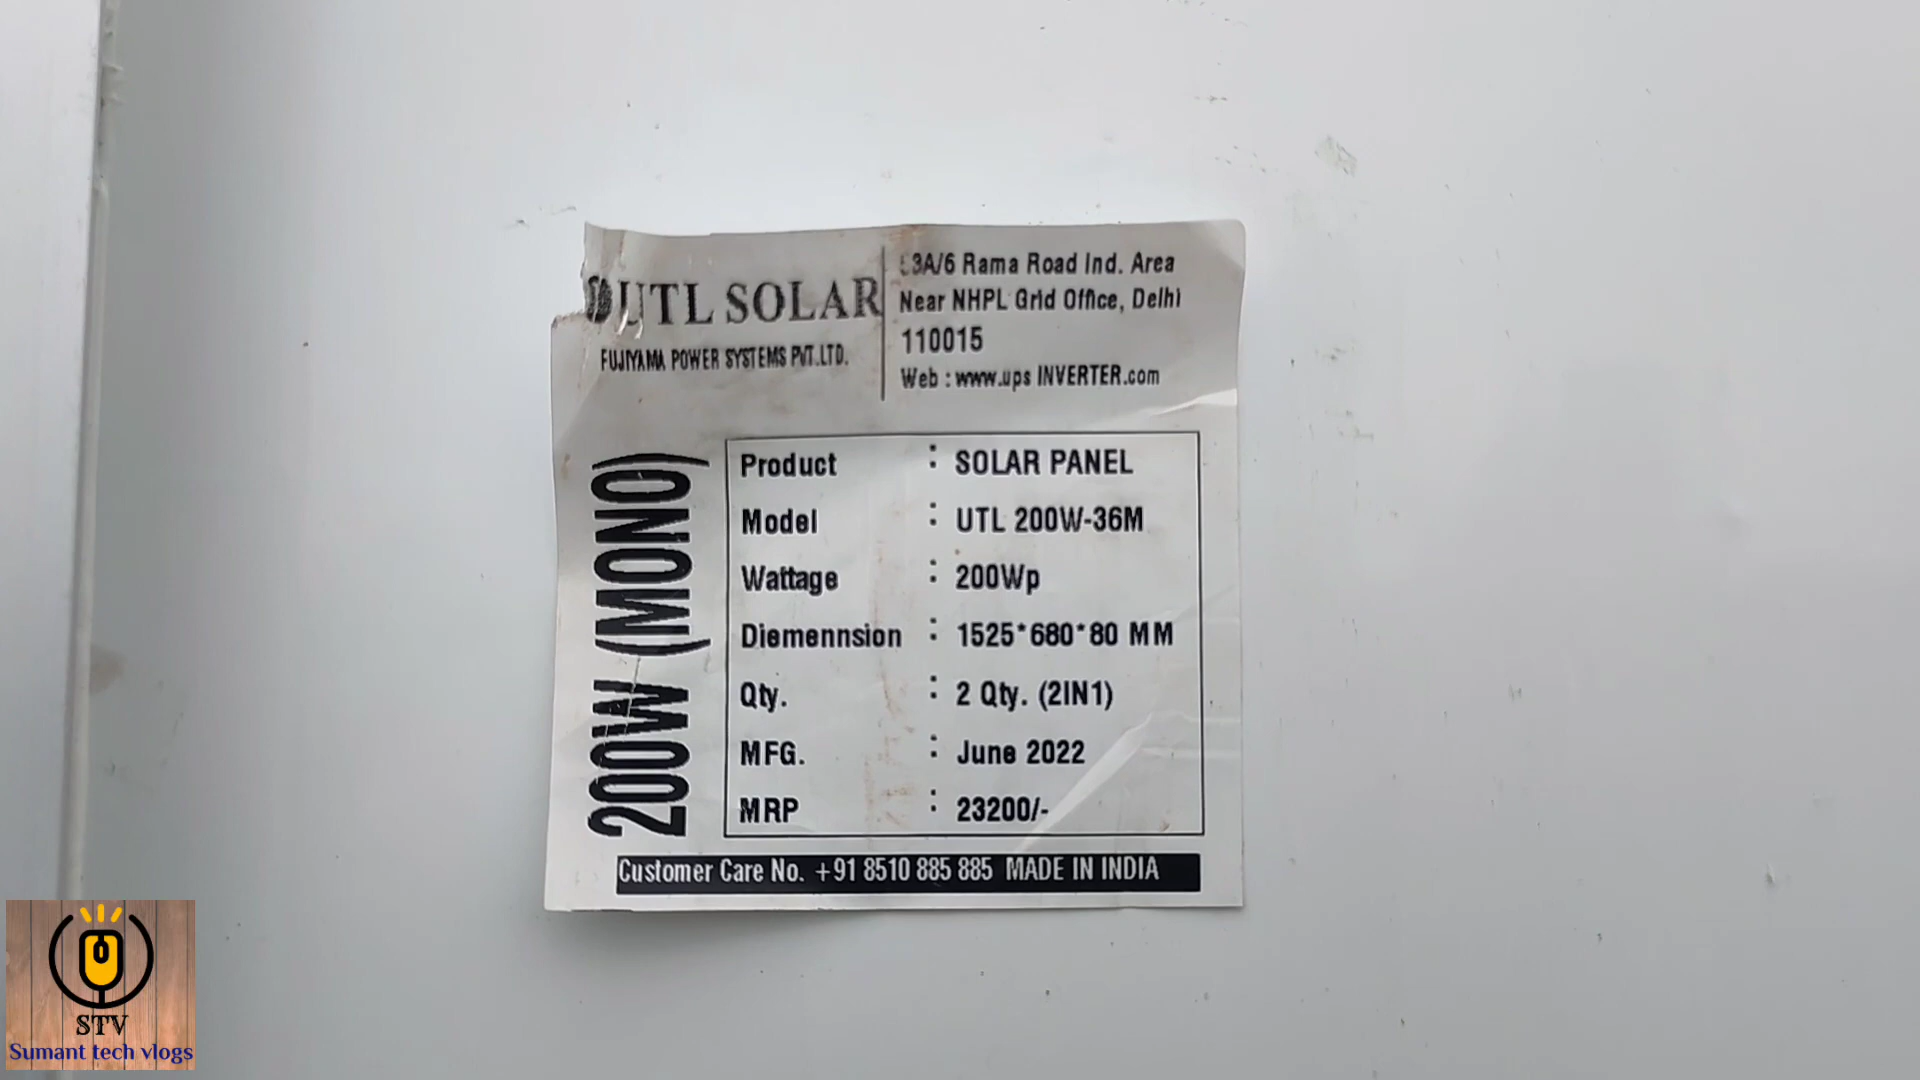 UTL SOLAR
FUJIYAMA POWER SYSTEMS PVT.LTD.
3A/6 Rama Road Ind. Area
Near NHPL Grid Office, Delhi
110015
Web : www.ups INVERTER.com
200W (MONO)
Product : SOLAR PANEL
Model : UTL 200W-36M
Wattage : 200Wp
Diemennsion : 1525*680*80 MM
Qty. : 2 Qty. (2IN1)
MFG. : June 2022
MRP : 23200/-
Customer Care No. +91 8510 885 885 MADE IN INDIA
STV
Sumant tech vlogs